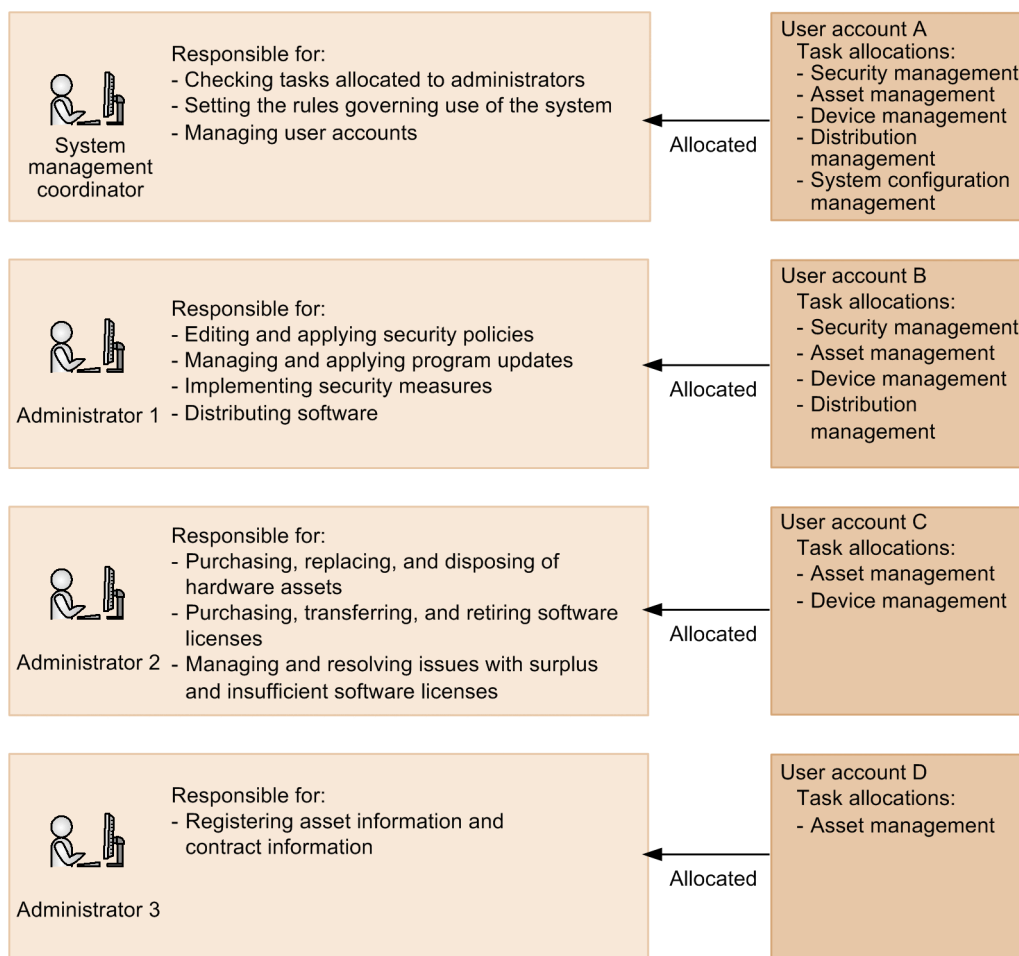 Responsible for:
- Checking tasks allocated to administrators
- Setting the rules governing use of the system
- Managing user accounts
System
management
coordinator
Allocated
User account A
Task allocations:
- Security management
- Asset management
- Device management
- Distribution
management
- System configuration
management
Responsible for:
- Editing and applying security policies
- Managing and applying program updates
- Implementing security measures
- Distributing software
Administrator 1
Allocated
User account B
Task allocations:
- Security management
- Asset management
- Device management
- Distribution
management
Responsible for:
- Purchasing, replacing, and disposing of
hardware assets
- Purchasing, transferring, and retiring software
licenses
- Managing and resolving issues with surplus
and insufficient software licenses
Administrator 2
Allocated
User account C
Task allocations:
- Asset management
- Device management
Responsible for:
- Registering asset information and
contract information
Administrator 3
Allocated
User account D
Task allocations:
- Asset management